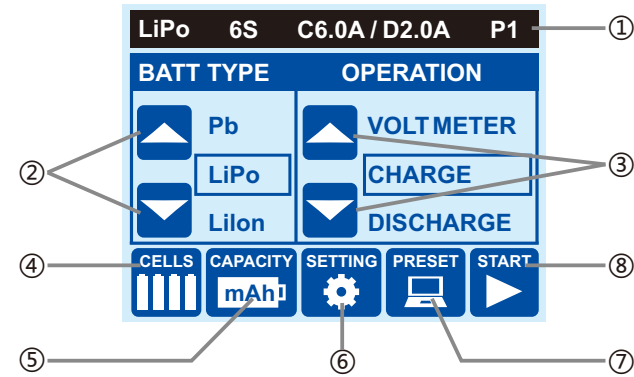 LiPo 6S C6.0A / D2.0A P1 ①
BATT TYPE OPERATION
Pb VOLT METER
② LiPo CHARGE ③
LiIon DISCHARGE
④ CELLS CAPACITY SETTING PRESET START ⑧
mAh
⑤ ⑥ ⑦